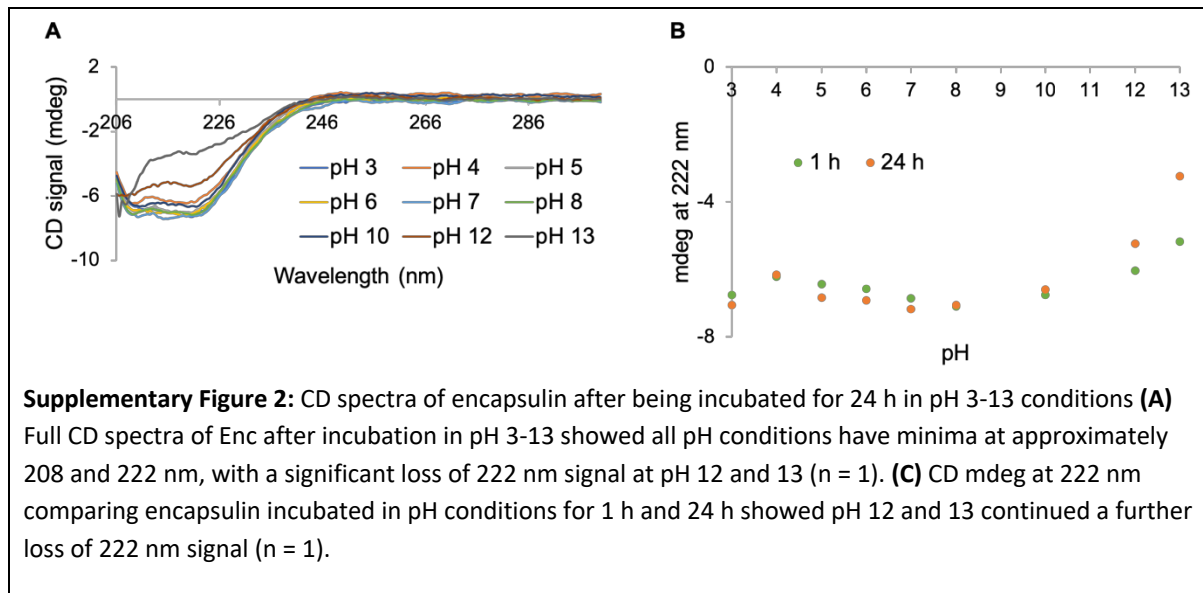 A
B
2
-2
-6
-10
206
226
246
266
286
CD signal (mdeg)
Wavelength (nm)
pH 3 pH 4 pH 5
pH 6 pH 7 pH 8
pH 10 pH 12 pH 13
0
-4
-8
3 4 5 6 7 8 9 10 11 12 13
1 h 24 h
mdeg at 222 nm
pH
Supplementary Figure 2: CD spectra of encapsulin after being incubated for 24 h in pH 3-13 conditions (A)
Full CD spectra of Enc after incubation in pH 3-13 showed all pH conditions have minima at approximately
208 and 222 nm, with a significant loss of 222 nm signal at pH 12 and 13 (n = 1). (C) CD mdeg at 222 nm
comparing encapsulin incubated in pH conditions for 1 h and 24 h showed pH 12 and 13 continued a further
loss of 222 nm signal (n = 1).